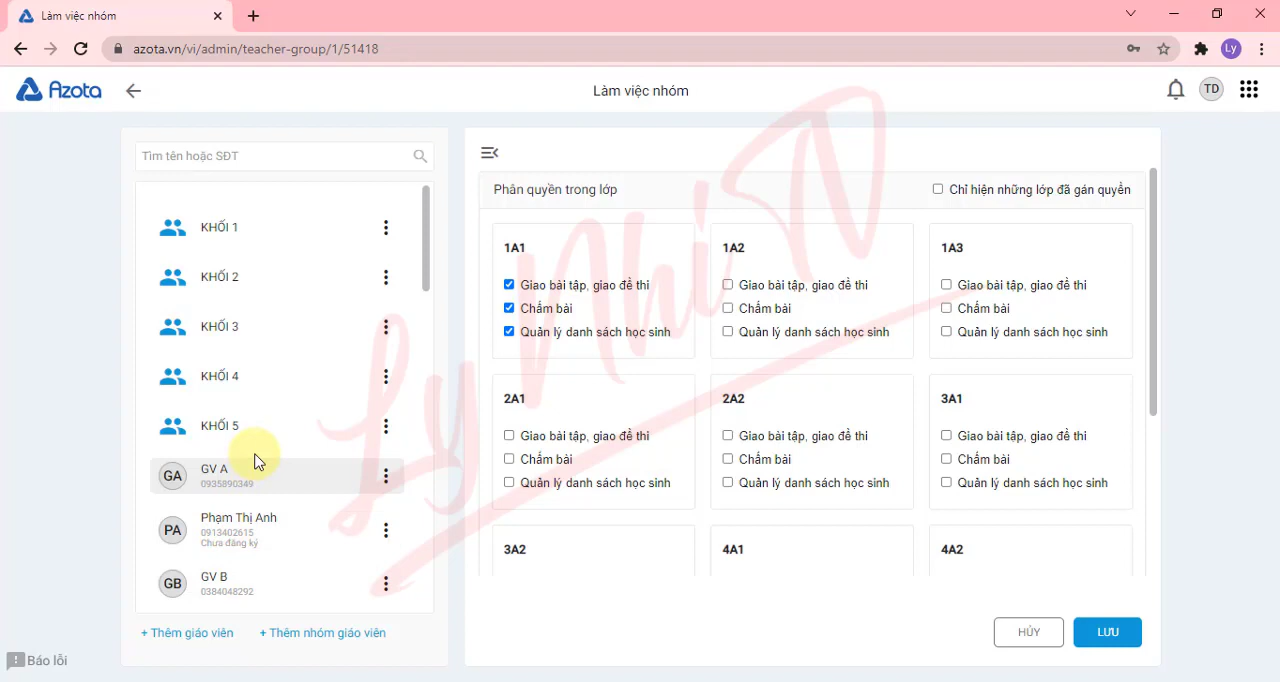 Làm việc nhóm
azota.vn/vi/admin/teacher-group/1/51418
Ly
Azota
Làm việc nhóm
TD
Tìm tên hoặc SĐT
KHỐI 1
KHỐI 2
KHỐI 3
KHỐI 4
KHỐI 5
GA
GV A
0935890349
PA
Phạm Thị Anh
0913402615
Chưa đăng ký
GB
GV B
0384048292
+ Thêm giáo viên
+ Thêm nhóm giáo viên
Báo lỗi
Phân quyền trong lớp
Chỉ hiện những lớp đã gán quyền
1A1
Giao bài tập, giao đề thi
Chấm bài
Quản lý danh sách học sinh
1A2
Giao bài tập, giao đề thi
Chấm bài
Quản lý danh sách học sinh
1A3
Giao bài tập, giao đề thi
Chấm bài
Quản lý danh sách học sinh
2A1
Giao bài tập, giao đề thi
Chấm bài
Quản lý danh sách học sinh
2A2
Giao bài tập, giao đề thi
Chấm bài
Quản lý danh sách học sinh
3A1
Giao bài tập, giao đề thi
Chấm bài
Quản lý danh sách học sinh
3A2
4A1
4A2
HỦY
LƯU
Ly Nhi TV